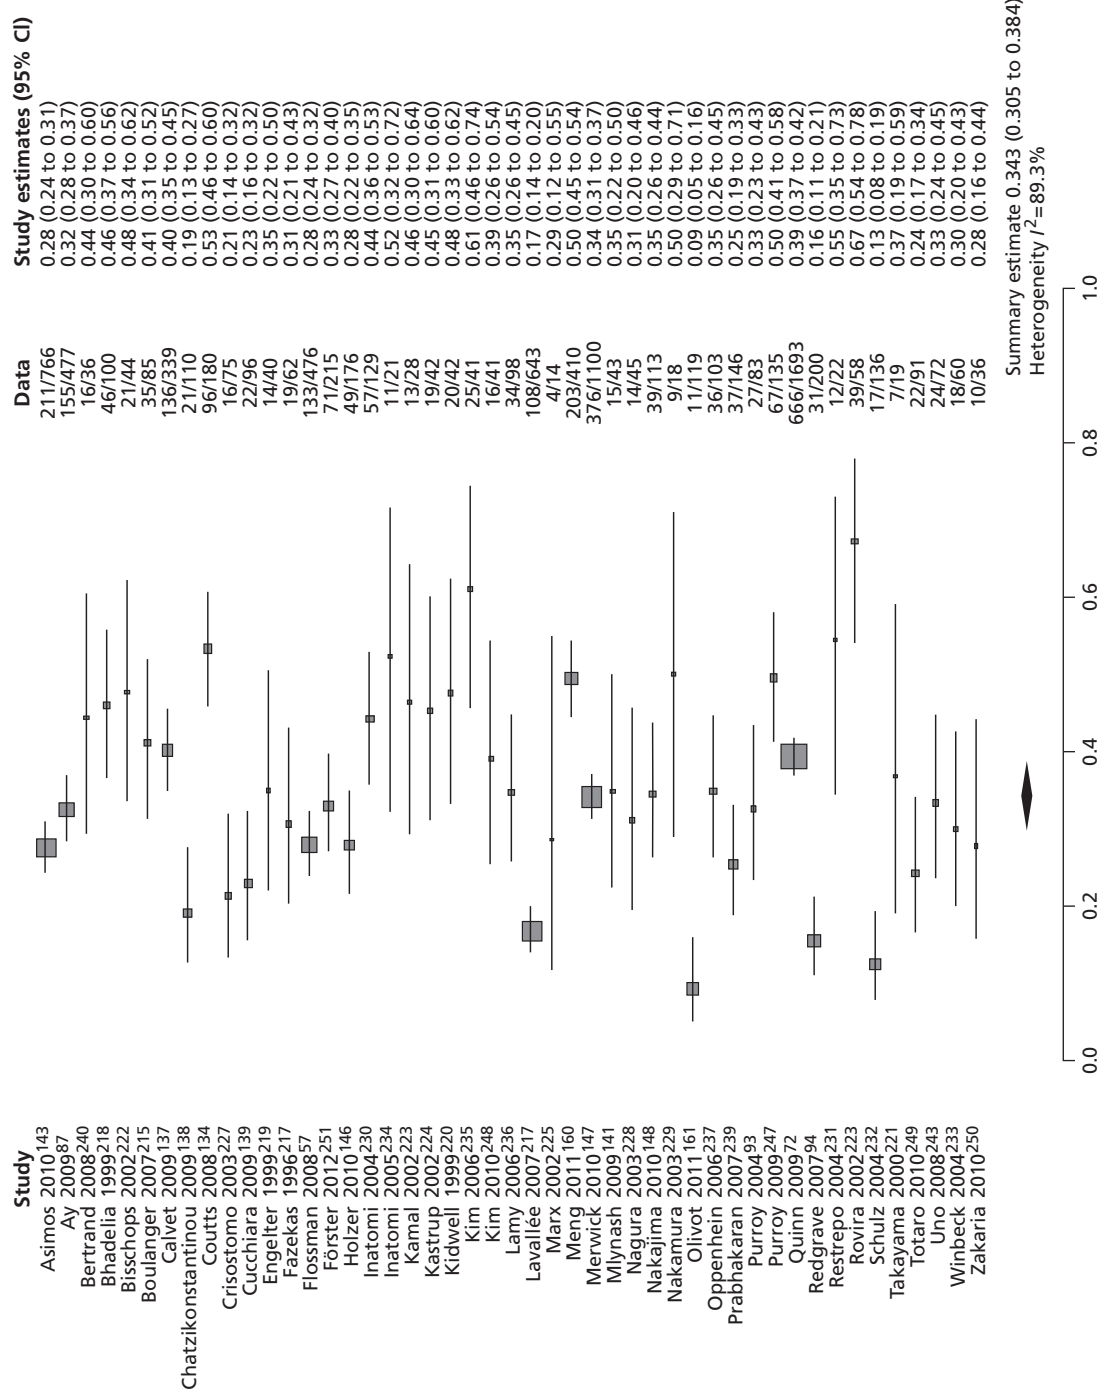 Study Data Study estimates (95% CI)
Asimos 2010¹⁴³ 211/766 0.28 (0.24 to 0.31)
Ay 2009⁸⁷ 155/477 0.32 (0.28 to 0.37)
Bertrand 2008²⁴⁰ 16/36 0.44 (0.30 to 0.60)
Bhadelia 1999²¹⁸ 46/100 0.46 (0.37 to 0.56)
Bisschops 2002²²² 21/44 0.48 (0.34 to 0.62)
Boulanger 2007²¹⁵ 35/85 0.41 (0.31 to 0.52)
Calvet 2009¹³⁷ 136/339 0.40 (0.35 to 0.45)
Chatzikonstantinou 2009¹³⁸ 21/110 0.19 (0.13 to 0.27)
Coutts 2008¹³⁴ 96/180 0.53 (0.46 to 0.60)
Crisostomo 2003²²⁷ 16/75 0.21 (0.14 to 0.32)
Cucchiara 2009¹³⁹ 22/96 0.23 (0.16 to 0.32)
Engelter 1999²¹⁹ 14/40 0.35 (0.22 to 0.50)
Fazekas 1996²¹⁷ 19/62 0.31 (0.21 to 0.43)
Flossman 2008⁵⁷ 133/476 0.28 (0.24 to 0.32)
Förster 2012²⁵¹ 71/215 0.33 (0.27 to 0.40)
Holzer 2010¹⁴⁶ 49/176 0.28 (0.22 to 0.35)
Inatomi 2004²³⁰ 57/129 0.44 (0.36 to 0.53)
Inatomi 2005²³⁴ 11/21 0.52 (0.32 to 0.72)
Kamal 2002²²³ 13/28 0.46 (0.30 to 0.64)
Kastrup 2002²²⁴ 19/42 0.45 (0.31 to 0.60)
Kidwell 1999²²⁰ 20/42 0.48 (0.33 to 0.62)
Kim 2006²³⁵ 25/41 0.61 (0.46 to 0.74)
Kim 2010²⁴⁸ 16/41 0.39 (0.26 to 0.54)
Lamy 2006²³⁶ 34/98 0.35 (0.26 to 0.45)
Lavallée 2007²¹⁷ 108/643 0.17 (0.14 to 0.20)
Marx 2002²²⁵ 4/14 0.29 (0.12 to 0.55)
Meng 2011¹⁶⁰ 203/410 0.50 (0.45 to 0.54)
Merwick 2010¹⁴⁷ 376/1100 0.34 (0.31 to 0.37)
Mlynash 2009¹⁴¹ 15/43 0.35 (0.22 to 0.50)
Nagura 2003²²⁸ 14/45 0.31 (0.20 to 0.46)
Nakajima 2010¹⁴⁸ 39/113 0.35 (0.26 to 0.44)
Nakamura 2003²²⁹ 9/18 0.50 (0.29 to 0.71)
Olivot 2011¹⁶¹ 11/119 0.09 (0.05 to 0.16)
Oppenhein 2006²³⁷ 36/103 0.35 (0.26 to 0.45)
Prabhakaran 2007²³⁹ 37/146 0.25 (0.19 to 0.33)
Purroy 2004⁹³ 27/83 0.33 (0.23 to 0.43)
Purroy 2009²⁴⁷ 67/135 0.50 (0.41 to 0.58)
Quinn 2009⁷² 666/1693 0.39 (0.37 to 0.42)
Redgrave 2007⁹⁴ 31/200 0.16 (0.11 to 0.21)
Restrepo 2004²³¹ 12/22 0.55 (0.35 to 0.73)
Rovira 2002²²³ 39/58 0.67 (0.54 to 0.78)
Schulz 2004²³² 17/136 0.13 (0.08 to 0.19)
Takayama 2000²²¹ 7/19 0.37 (0.19 to 0.59)
Totaro 2010²⁴⁹ 22/91 0.24 (0.17 to 0.34)
Uno 2008²⁴³ 24/72 0.33 (0.24 to 0.45)
Winbeck 2004²³³ 18/60 0.30 (0.20 to 0.43)
Zakaria 2010²⁵⁰ 10/36 0.28 (0.16 to 0.44)
Summary estimate 0.343 (0.305 to 0.384)
Heterogeneity I²=89.3%
0.0 0.2 0.4 0.6 0.8 1.0